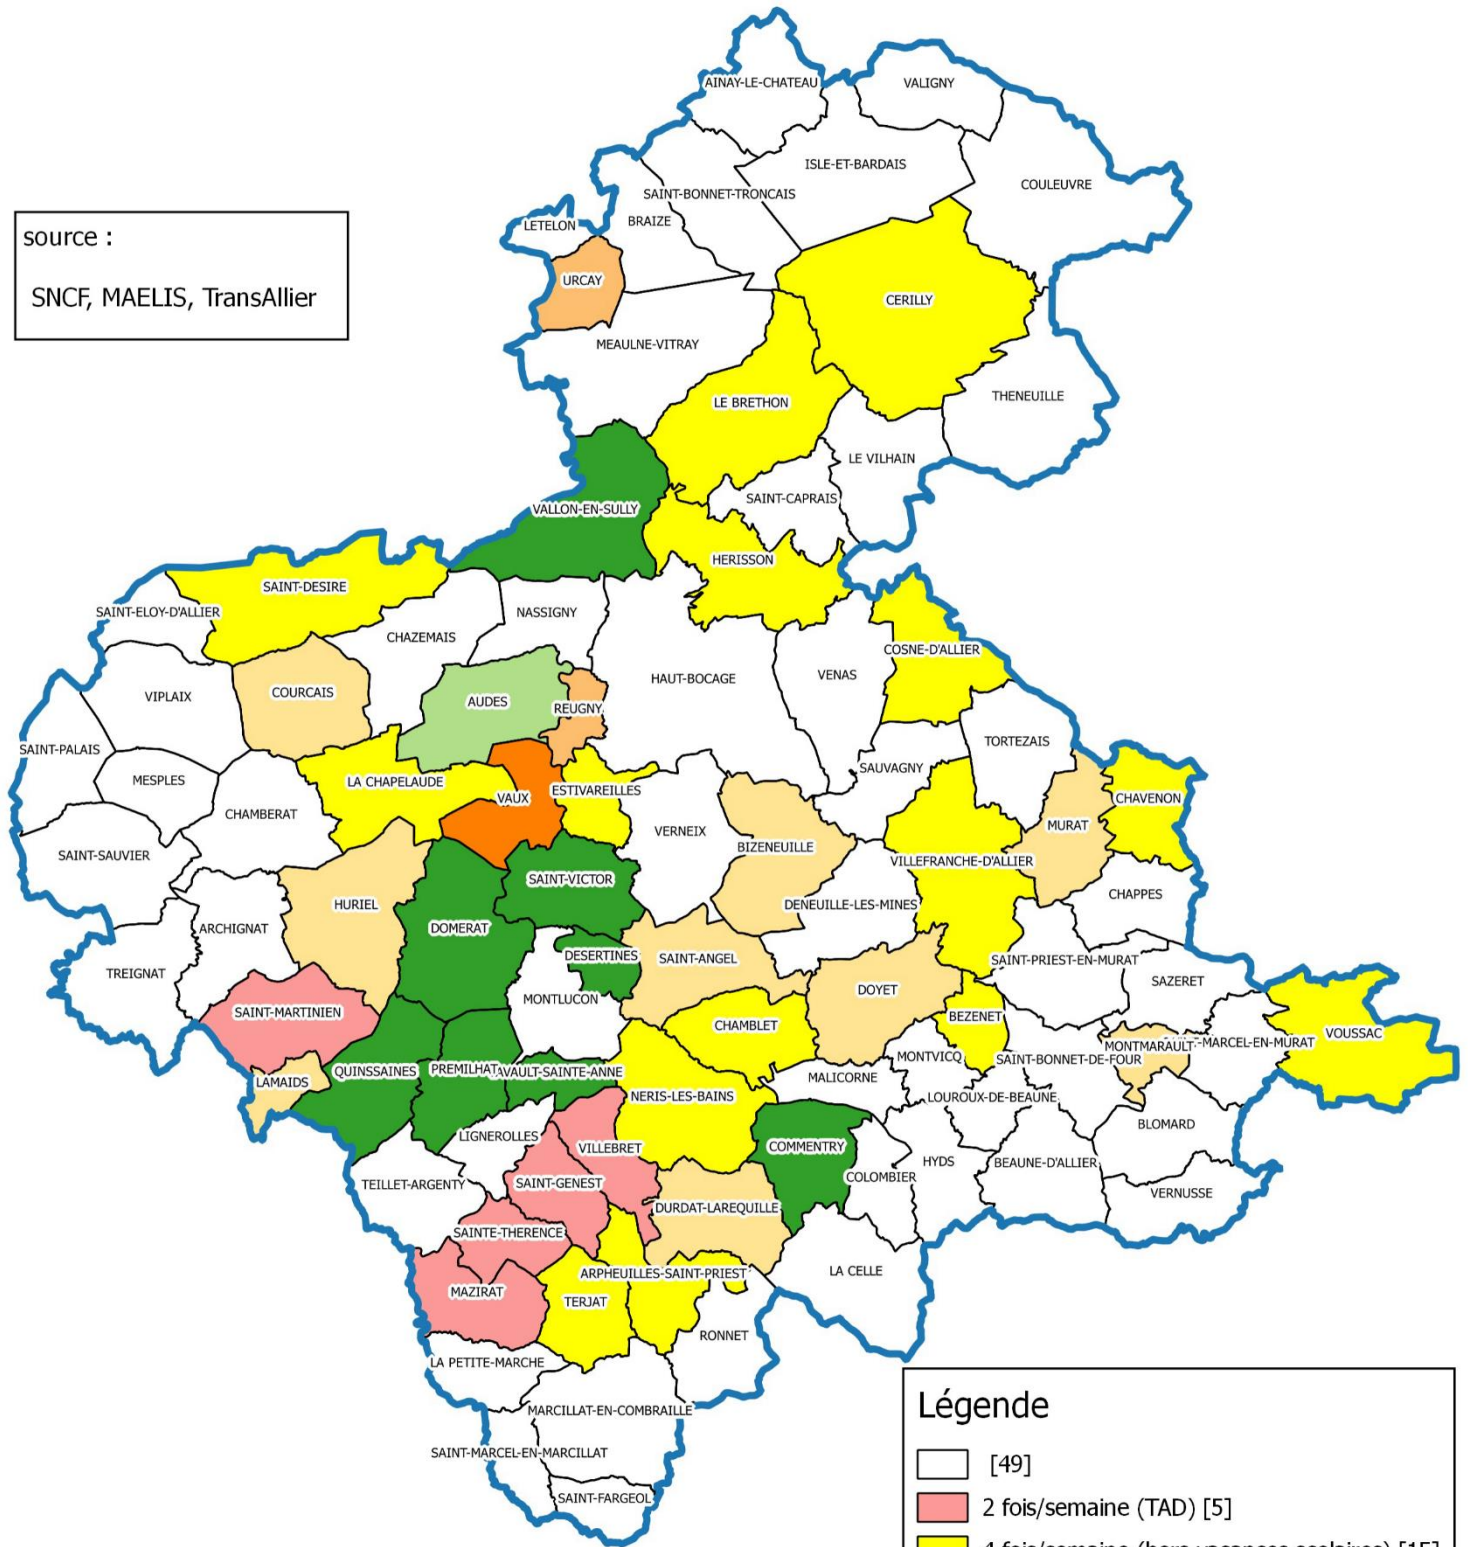 AINAY-LE-CHATEAU
VALIGNY
ISLE-ET-BARDAIS
COULEUVRE
SAINT-BONNET-TRONCAIS
BRAIZE
LETELON
source :
SNCF, MAELIS, TransAllier
URCAY
CERILLY
MEAULNE-VITRAY
THENEUILLE
LE BRETHON
LE VILHAIN
SAINT-CAPRAIS
VALLON-EN-SULLY
HERISSON
SAINT-DESIRE
SAINT-ELOY-D'ALLIER
NASSIGNY
CHAZEMAIS
COSNE-D'ALLIER
HAUT-BOCAGE
VENAS
VIPLAIX
COURCAIS
AUDES
REUGNY
TORTEZAIS
SAINT-PALAIS
SAUVAGNY
MESPLES
LA CHAPELAUDE
VAUX
ESTIVAREILLES
CHAVENON
CHAMBERAT
VERNEIX
MURAT
BIZENEUILLE
SAINT-SAUVIER
VILLEFRANCHE-D'ALLIER
SAINT-VICTOR
CHAPPES
HURIEL
DENEUILLE-LES-MINES
ARCHIGNAT
DOMERAT
DESERTINES
SAINT-ANGEL
SAINT-PRIEST-EN-MURAT
TREIGNAT
SAZERET
DOYET
MONTLUCON
SAINT-MARTINIEN
BEZENET
CHAMBLET
VOUSSAC
MONTMARAULT
T-MARCEL-EN-MURAT
MONTVICQ
SAINT-BONNET-DE-FOUR
QUINSSAINES
PREMILHAT
AVAULT-SAINTE-ANNE
MALICORNE
LAMAIDS
NERIS-LES-BAINS
LOUROUX-DE-BEAUNE
BLOMARD
LIGNEROLLES
VILLEBRET
COMMENTRY
HYDS
BEAUNE-D'ALLIER
COLOMBIER
TEILLET-ARGENTY
SAINT-GENEST
VERNUSSE
DURDAT-LAREQUILLE
SAINTE-THERENCE
LA CELLE
ARPHEUILLES-SAINT-PRIEST
MAZIRAT
TERJAT
RONNET
LA PETITE-MARCHE
MARCILLAT-EN-COMBRAILLE
SAINT-MARCEL-EN-MARCILLAT
SAINT-FARGEOL
Légende
[49]
2 fois/semaine (TAD) [5]
fois/semaine (hors vacances scolaires)